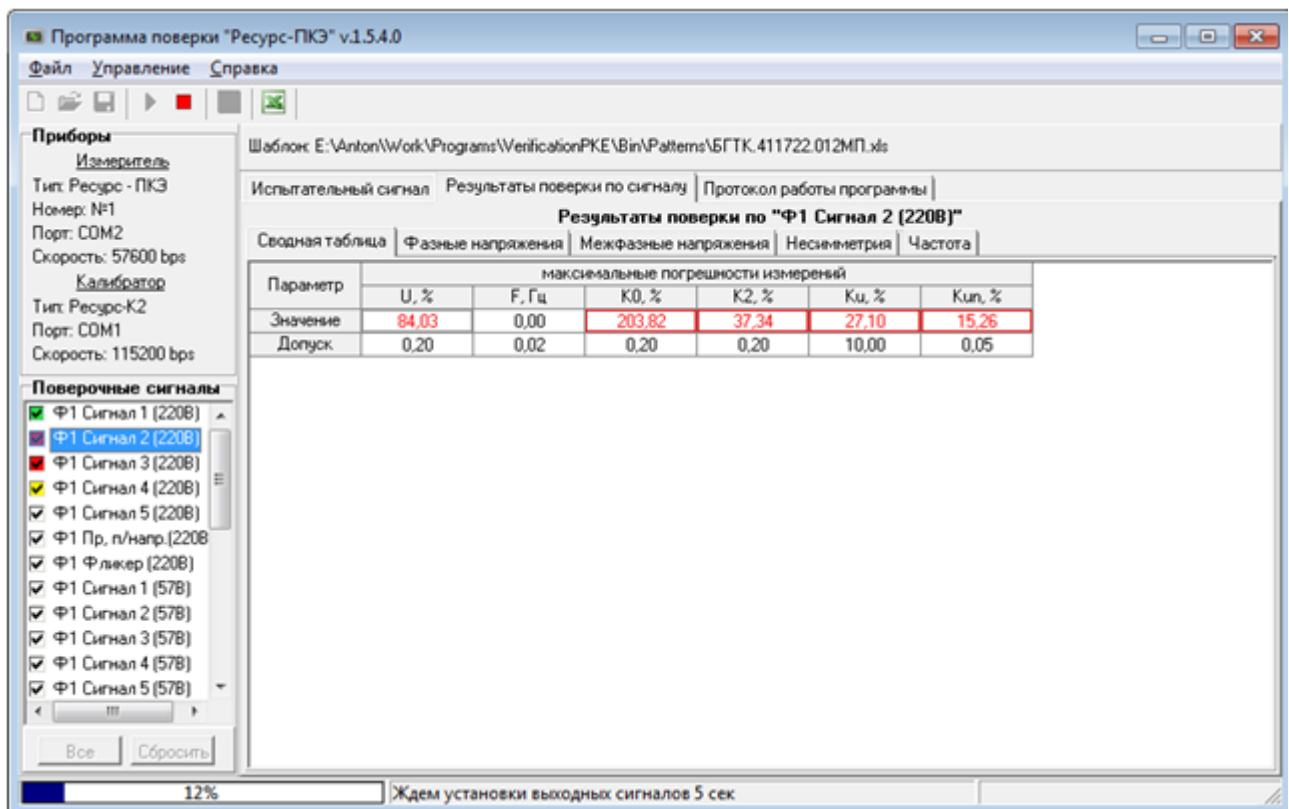 Программа поверки "Ресурс-ПКЭ" v.1.5.4.0
Файл Управление Справка
Приборы
Измеритель
Тип: Ресурс - ПКЭ
Номер: №1
Порт: COM2
Скорость: 57600 bps
Калибратор
Тип: Ресурс-К2
Порт: COM1
Скорость: 115200 bps
Поверочные сигналы
Ф1 Сигнал 1 (220В)
Ф1 Сигнал 2 (220В)
Ф1 Сигнал 3 (220В)
Ф1 Сигнал 4 (220В)
Ф1 Сигнал 5 (220В)
Ф1 Пр, п/напр.(220В
Ф1 Фликер (220В)
Ф1 Сигнал 1 (57В)
Ф1 Сигнал 2 (57В)
Ф1 Сигнал 3 (57В)
Ф1 Сигнал 4 (57В)
Ф1 Сигнал 5 (57В)
Все Сбросить
Шаблон: E:\Anton\Work\Programs\VerificationPKE\Bin\Patterns\БГТК.411722.012МП.xls
Испытательный сигнал Результаты поверки по сигналу Протокол работы программы
Результаты поверки по "Ф1 Сигнал 2 (220В)"
Сводная таблица Фазные напряжения Межфазные напряжения Несимметрия Частота
Параметр максимальные погрешности измерений
U, % F, Гц K0, % K2, % Ku, % Kun, %
Значение 84,03 0,00 203,82 37,34 27,10 15,26
Допуск 0,20 0,02 0,20 0,20 10,00 0,05
12% Ждем установки выходных сигналов 5 сек